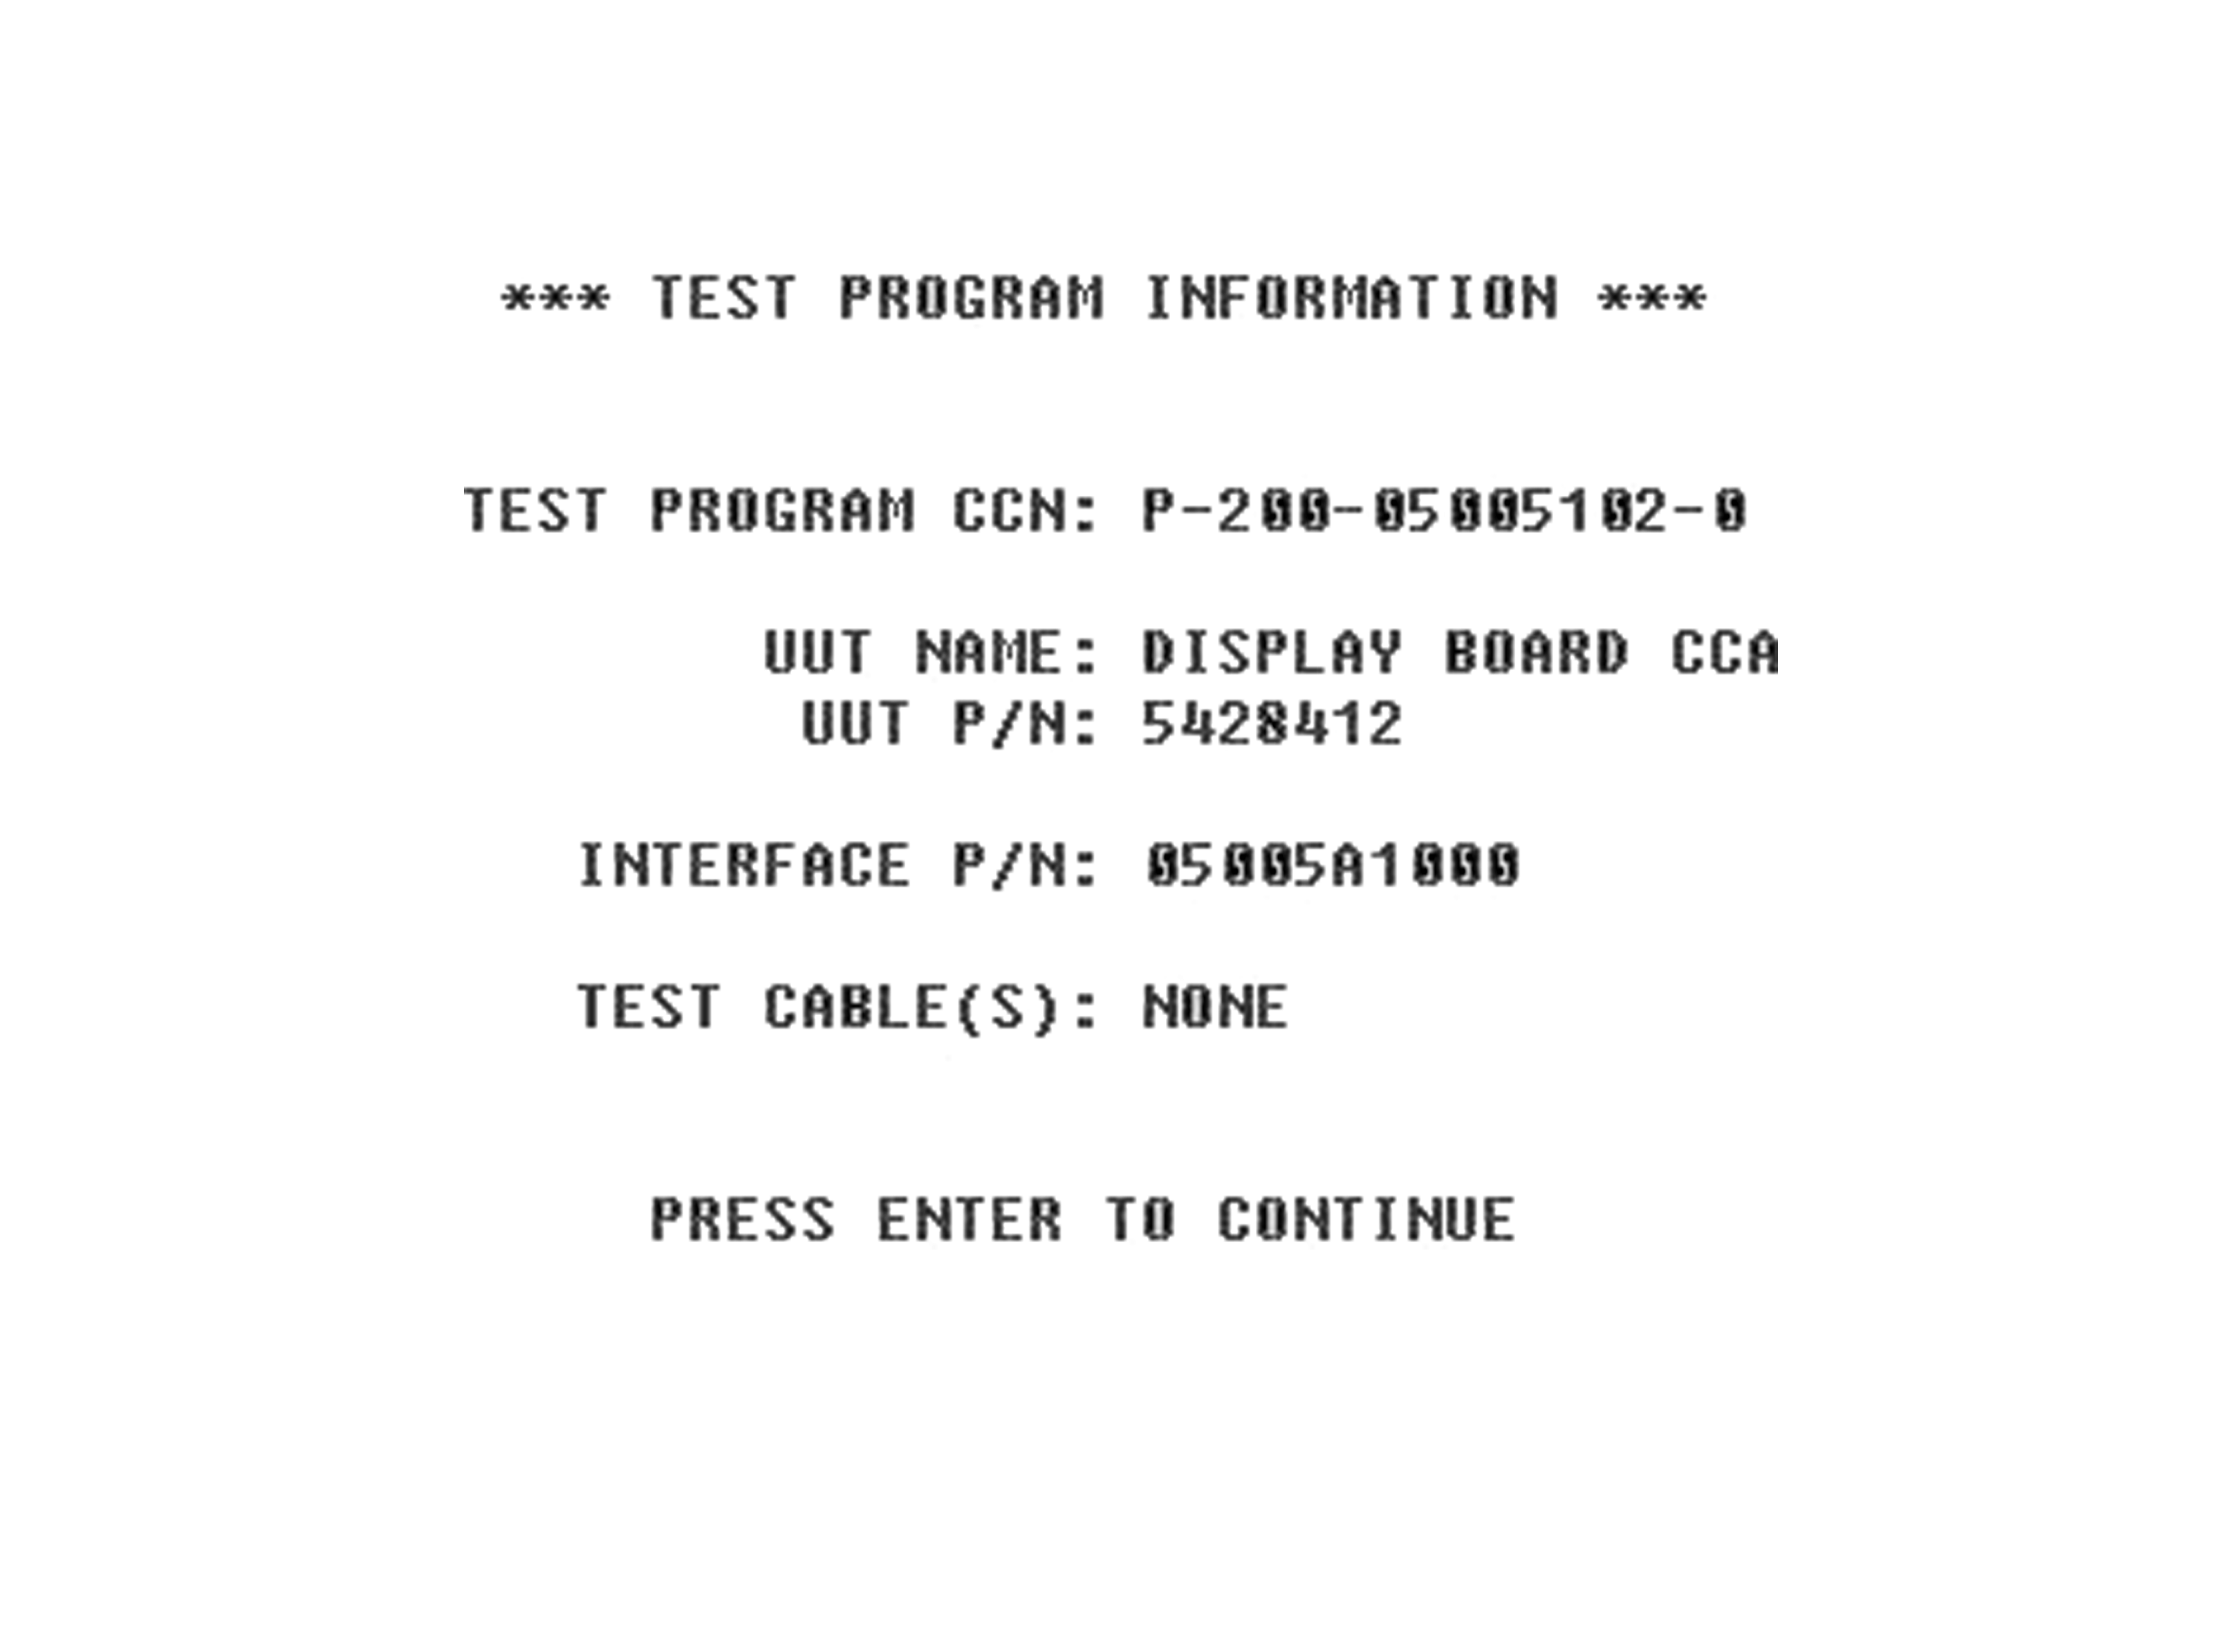 *** TEST PROGRAM INFORMATION ***
TEST PROGRAM CCN: P-200-05005102-0
UUT NAME: DISPLAY BOARD CCA
UUT P/N: 5428412
INTERFACE P/N: 05005A1000
TEST CABLE(S): NONE
PRESS ENTER TO CONTINUE